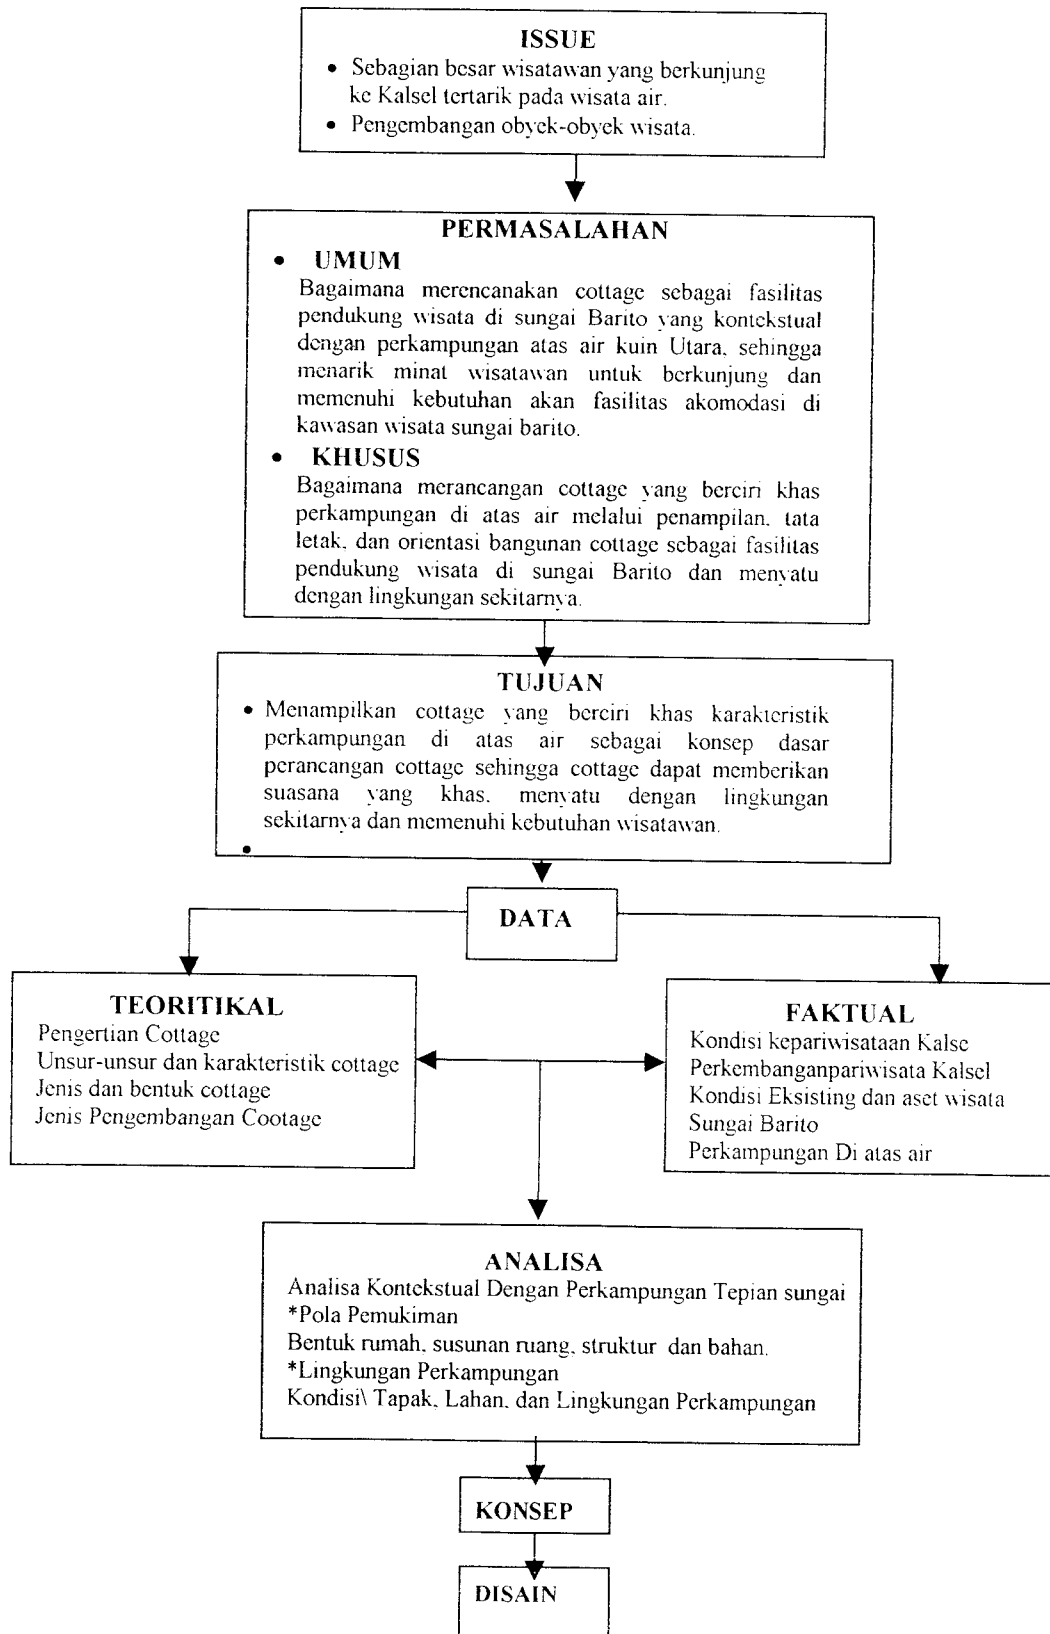 ISSUE
• Sebagian besar wisatawan yang berkunjung
ke Kalsel tertarik pada wisata air.
• Pengembangan obyek-obyek wisata.
PERMASALAHAN
• UMUM
Bagaimana merencanakan cottage sebagai fasilitas
pendukung wisata di sungai Barito yang kontekstual
dengan perkampungan atas air kuin Utara, sehingga
menarik minat wisatawan untuk berkunjung dan
memenuhi kebutuhan akan fasilitas akomodasi di
kawasan wisata sungai barito.
• KHUSUS
Bagaimana merancangan cottage yang berciri khas
perkampungan di atas air melalui penampilan, tata
letak, dan orientasi bangunan cottage sebagai fasilitas
pendukung wisata di sungai Barito dan menyatu
dengan lingkungan sekitarnya.
TUJUAN
• Menampilkan cottage yang berciri khas karakteristik
perkampungan di atas air sebagai konsep dasar
perancangan cottage sehingga cottage dapat memberikan
suasana yang khas, menyatu dengan lingkungan
sekitarnya dan memenuhi kebutuhan wisatawan.
•
DATA
TEORITIKAL
Pengertian Cottage
Unsur-unsur dan karakteristik cottage
Jenis dan bentuk cottage
Jenis Pengembangan Cootage
FAKTUAL
Kondisi kepariwisataan Kalse
Perkembanganpariwisata Kalsel
Kondisi Eksisting dan aset wisata
Sungai Barito
Perkampungan Di atas air
ANALISA
Analisa Kontekstual Dengan Perkampungan Tepian sungai
*Pola Pemukiman
Bentuk rumah, susunan ruang, struktur dan bahan.
*Lingkungan Perkampungan
Kondisi\ Tapak, Lahan, dan Lingkungan Perkampungan
KONSEP
DISAIN